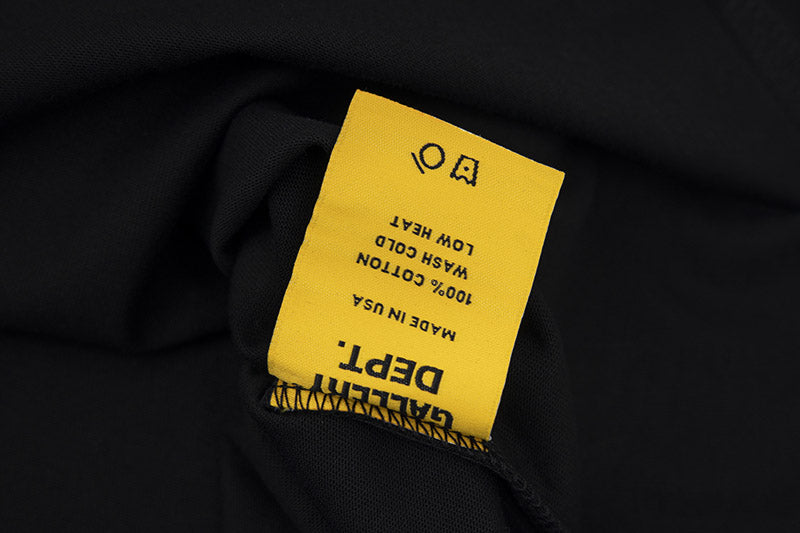 GALLERY
DEPT.
MADE IN USA
100% COTTON
WASH COLD
LOW HEAT